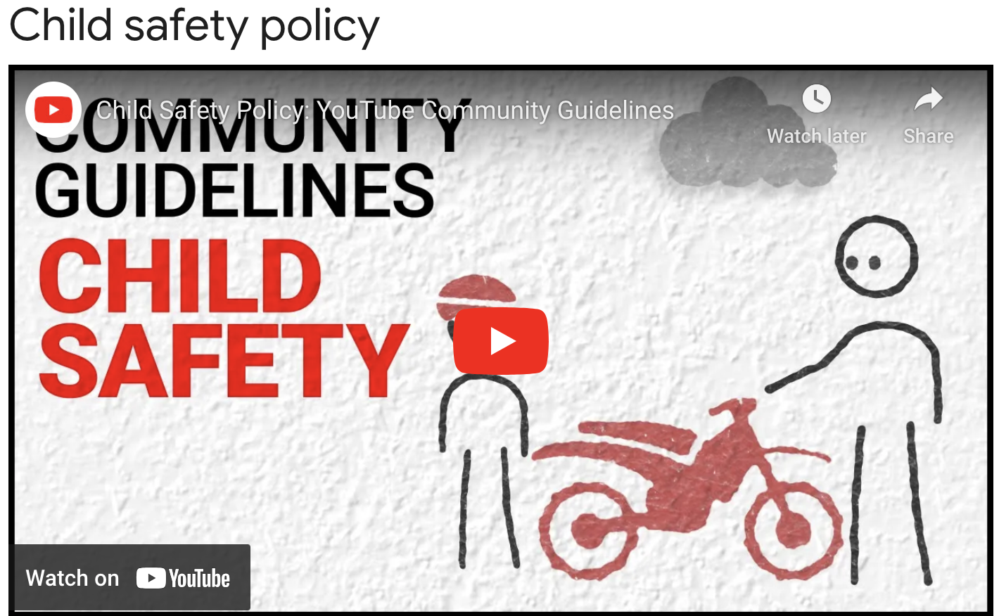 Child safety policy
Child Safety Policy: YouTube Community Guidelines
Watch later
Share
COMMUNITY
GUIDELINES
CHILD
SAFETY
Watch on YouTube